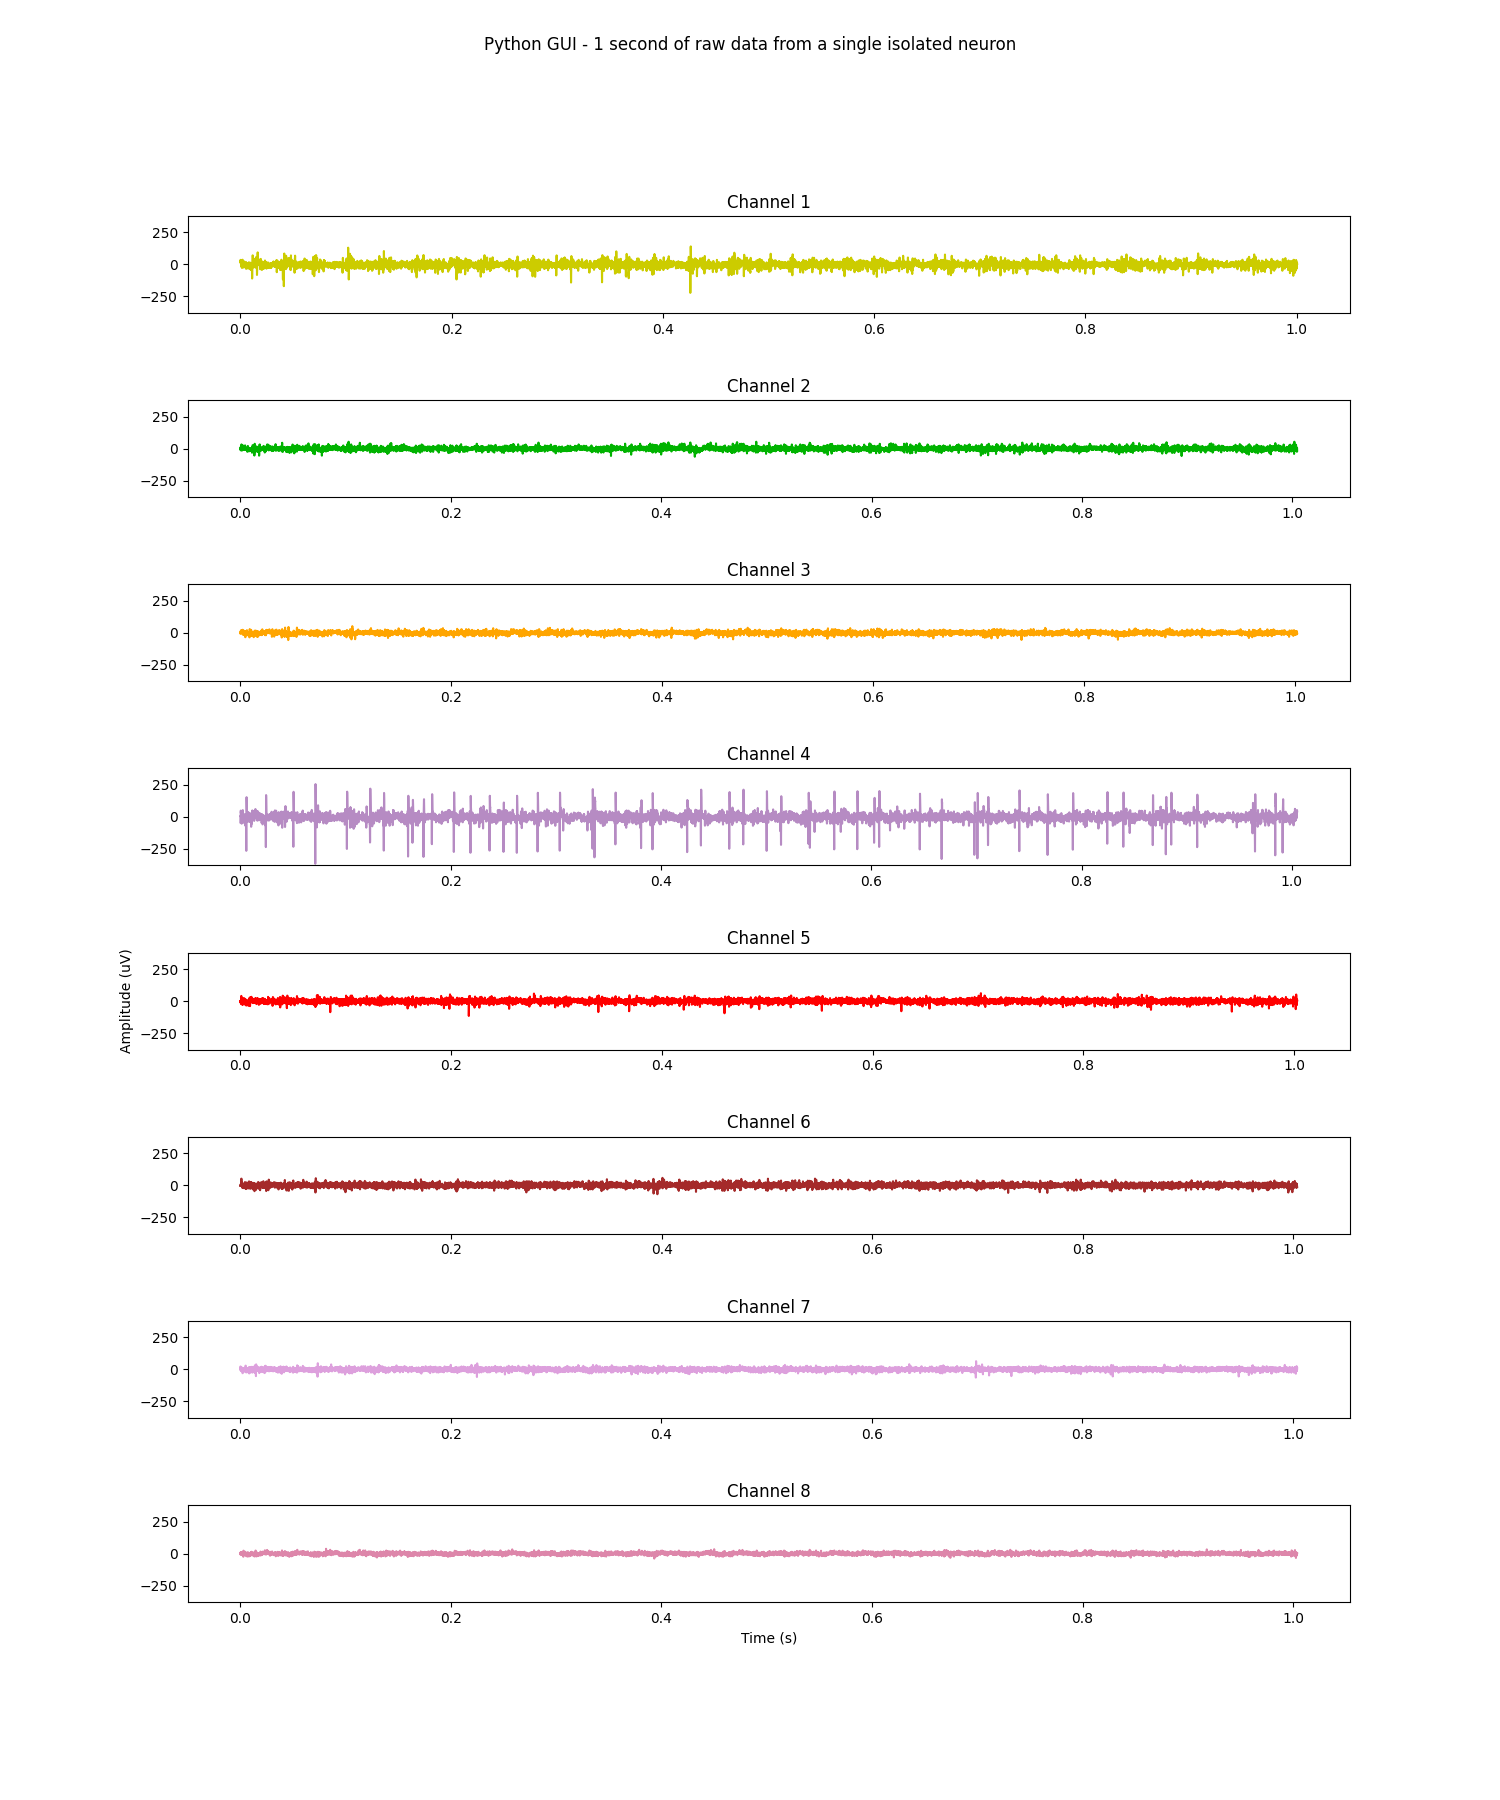 Python GUI - 1 second of raw data from a single isolated neuron
Channel 1
250
0
−250
0.0 0.2 0.4 0.6 0.8 1.0
Channel 2
250
0
−250
0.0 0.2 0.4 0.6 0.8 1.0
Channel 3
250
0
−250
0.0 0.2 0.4 0.6 0.8 1.0
Channel 4
250
0
−250
0.0 0.2 0.4 0.6 0.8 1.0
Channel 5
Amplitude (uV)
250
0
−250
0.0 0.2 0.4 0.6 0.8 1.0
Channel 6
250
0
−250
0.0 0.2 0.4 0.6 0.8 1.0
Channel 7
250
0
−250
0.0 0.2 0.4 0.6 0.8 1.0
Channel 8
250
0
−250
0.0 0.2 0.4 0.6 0.8 1.0
Time (s)